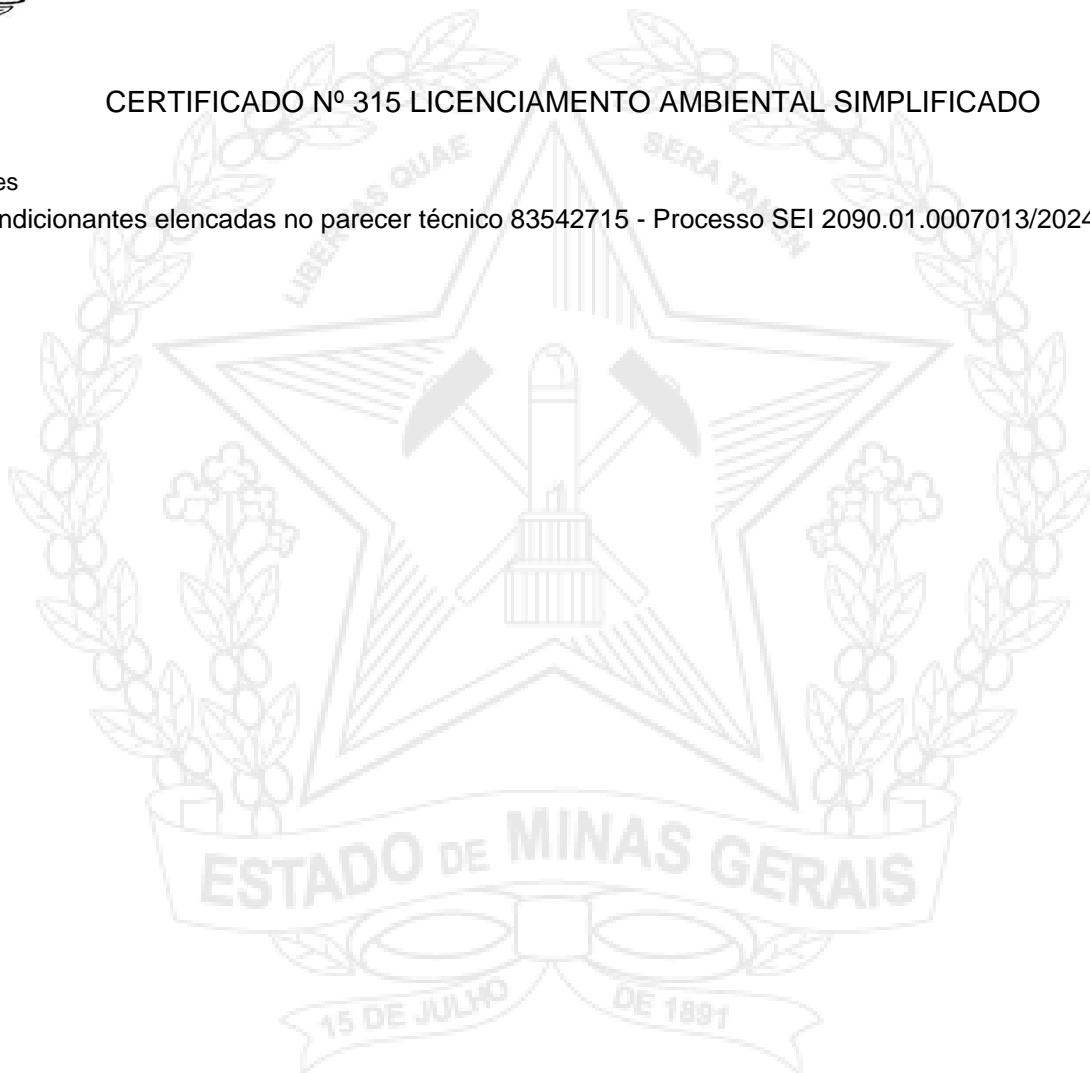 CERTIFICADO Nº 315 LICENCIAMENTO AMBIENTAL SIMPLIFICADO
es
ndicionantes elencadas no parecer técnico 83542715 - Processo SEI 2090.01.0007013/2024
LIBERTAS QUAE SERA TAMEN
ESTADO DE MINAS GERAIS
15 DE JULHO DE 1891